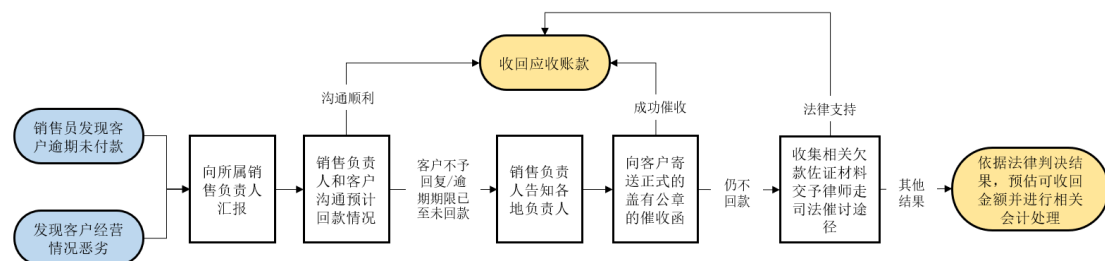 收回应收账款
沟通顺利
成功催收
法律支持
销售员发现客
户逾期未付款
发现客户经营
情况恶劣
向所属销
售负责人
汇报
销售负责
人和客户
沟通预计
回款情况
客户不予
回复/逾
期期限已
至未回款
销售负责
人告知各
地负责人
向客户寄
送正式的
盖有公章
的催收函
仍不
回款
收集相关欠
款佐证材料
交予律师走
司法催讨途
径
其他
结果
依据法律判决结
果，预估可收回
金额并进行相关
会计处理